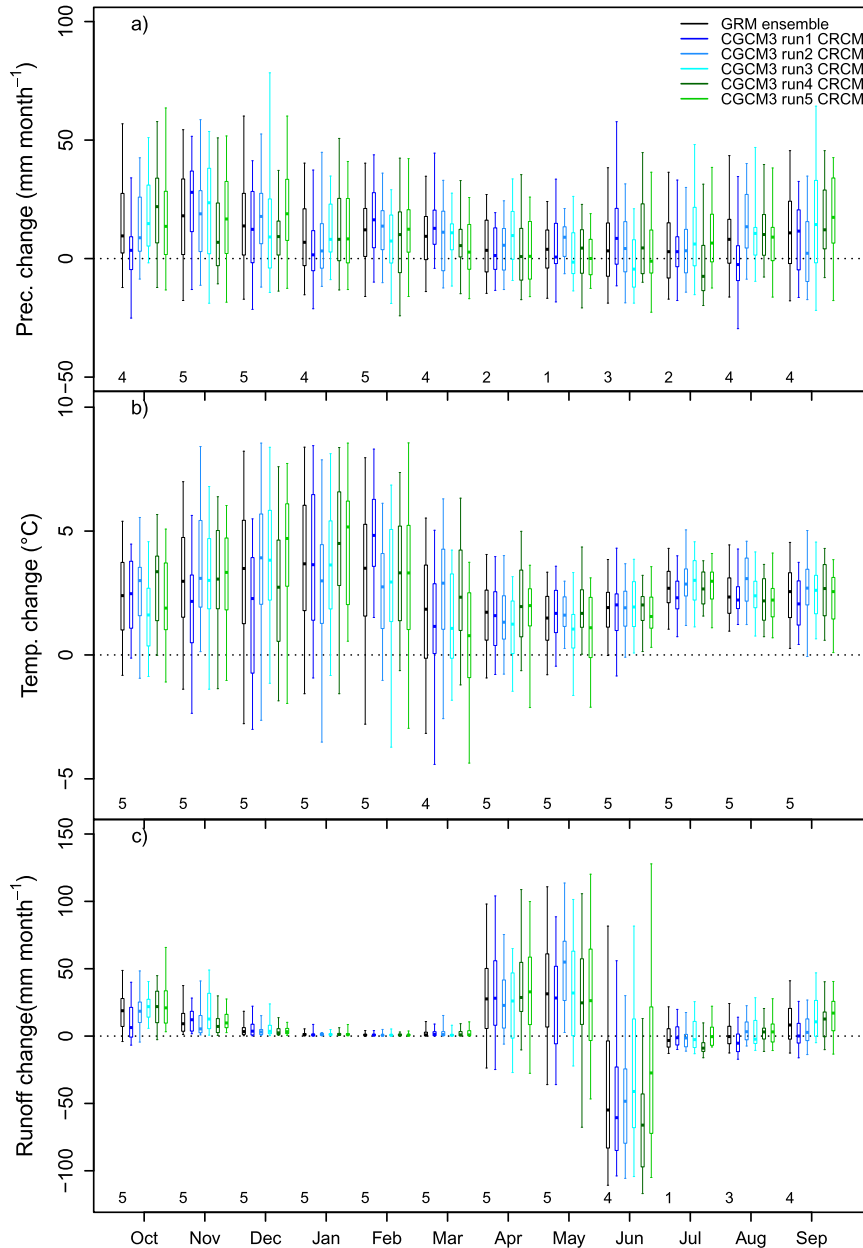 a)
GRM ensemble
CGCM3 run1 CRCM
CGCM3 run2 CRCM
CGCM3 run3 CRCM
CGCM3 run4 CRCM
CGCM3 run5 CRCM
Prec. change (mm month−1)
100
50
0
−50
4 5 5 4 5 4 2 1 3 2 4 4
b)
Temp. change (°C)
10
5
0
−5
5 5 5 5 5 4 5 5 5 5 5 5
c)
Runoff change(mm month−1)
150
100
50
0
−50
−100
5 5 5 5 5 5 5 5 4 1 3 4
Oct Nov Dec Jan Feb Mar Apr May Jun Jul Aug Sep